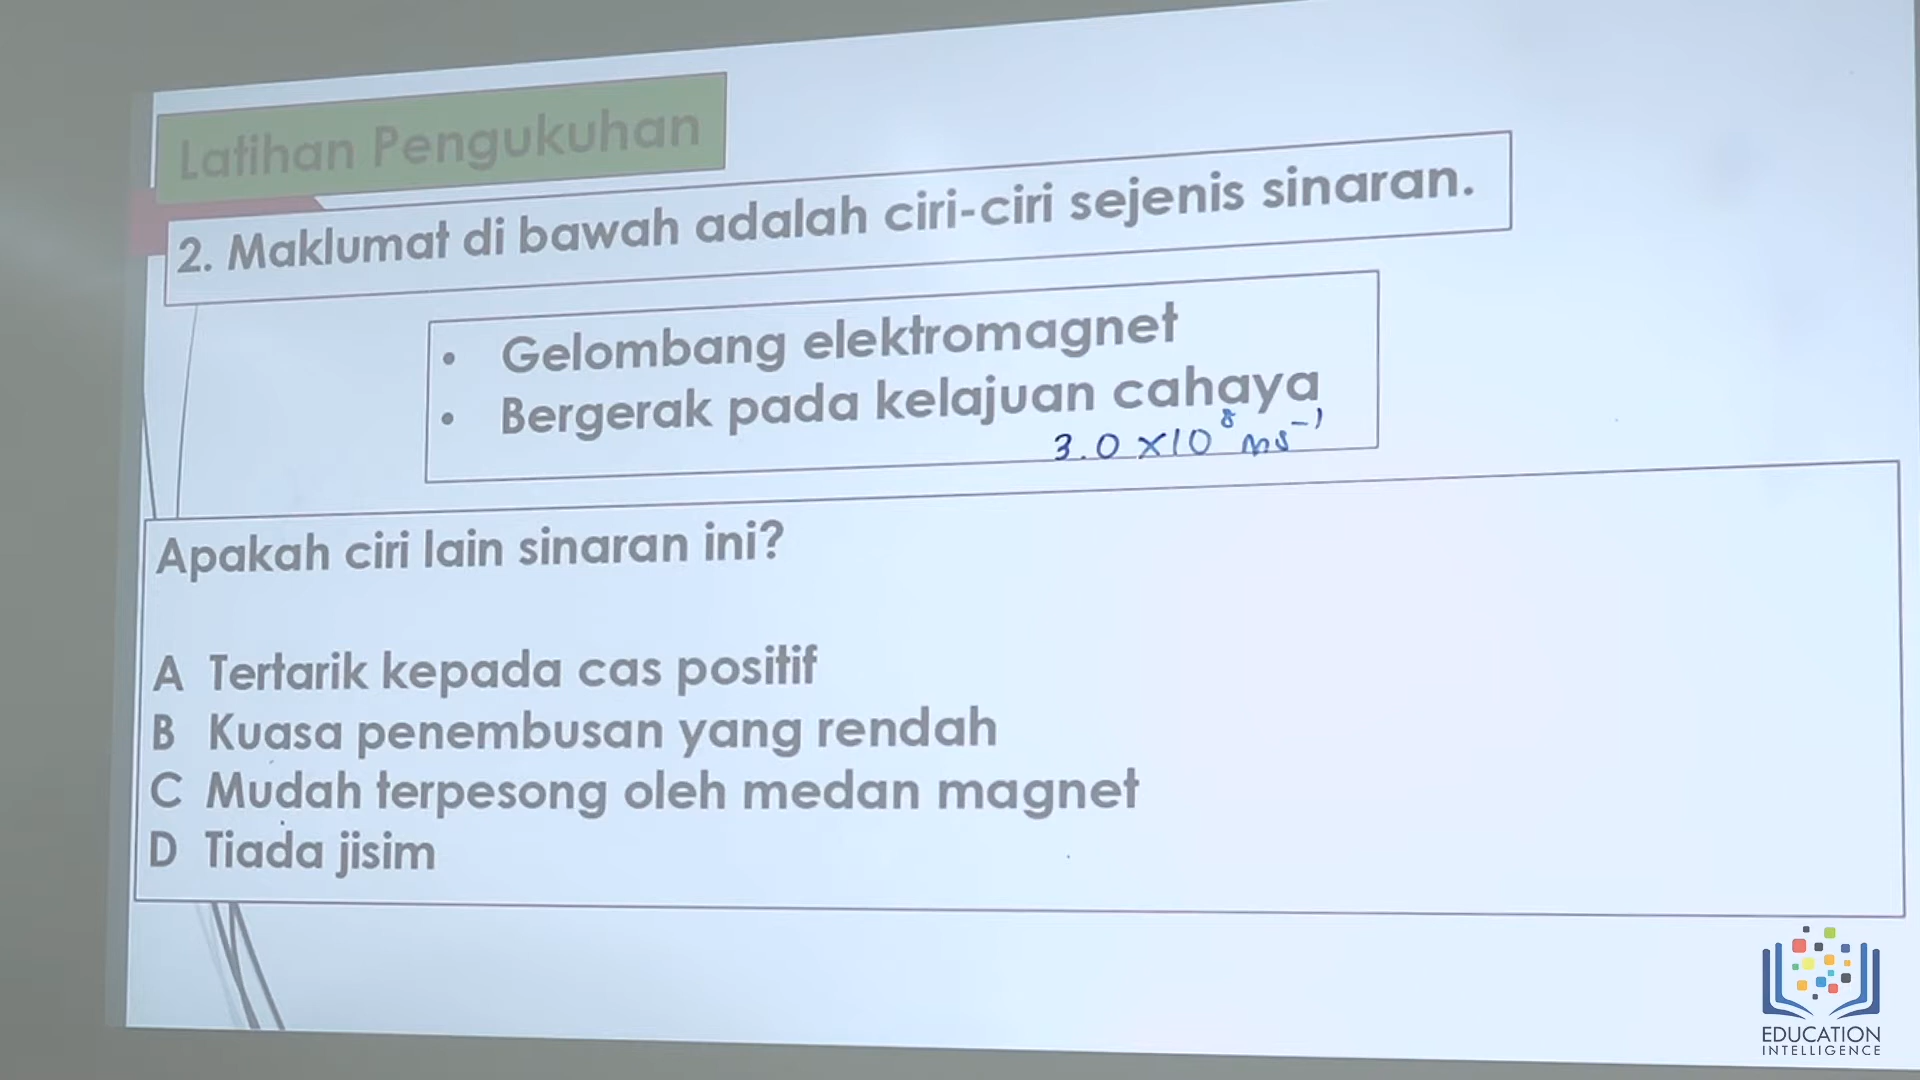 Latihan Pengukuhan
2. Maklumat di bawah adalah ciri-ciri sejenis sinaran.
• Gelombang elektromagnet
• Bergerak pada kelajuan cahaya
3.0 × 10⁸ ms⁻¹
Apakah ciri lain sinaran ini?
A Tertarik kepada cas positif
B Kuasa penembusan yang rendah
C Mudah terpesong oleh medan magnet
D Tiada jisim
EDUCATION
INTELLIGENCE